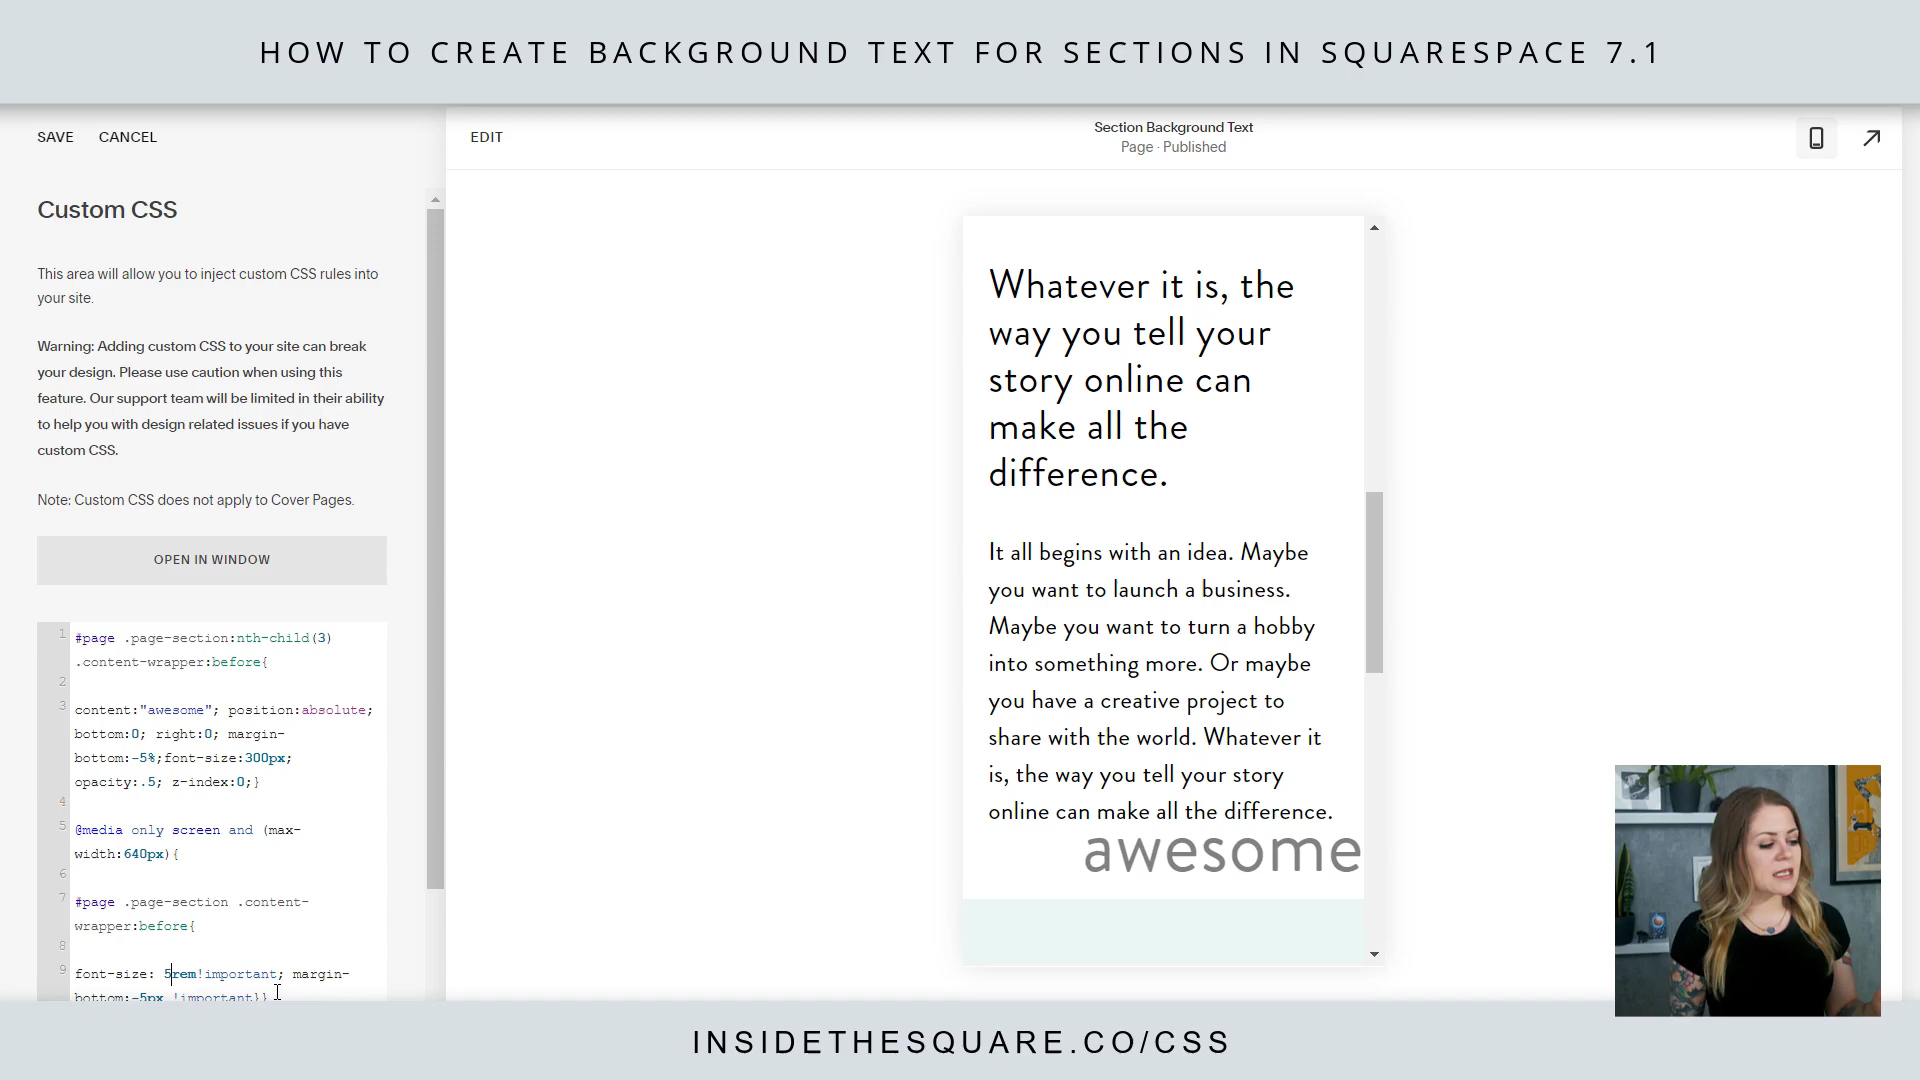 HOW TO CREATE BACKGROUND TEXT FOR SECTIONS IN SQUARESPACE 7.1
SAVE CANCEL
EDIT
Section Background Text
Page · Published
Custom CSS
This area will allow you to inject custom CSS rules into
your site.
Warning: Adding custom CSS to your site can break
your design. Please use caution when using this
feature. Our support team will be limited in their ability
to help you with design related issues if you have
custom CSS.
Note: Custom CSS does not apply to Cover Pages.
OPEN IN WINDOW
1 #page .page-section:nth-child(3)
.content-wrapper:before{
2
3 content:"awesome"; position:absolute;
bottom:0; right:0; margin-
bottom:-5%;font-size:300px;
opacity:.5; z-index:0;}
4
5 @media only screen and (max-
width:640px){
6
7 #page .page-section .content-
wrapper:before{
8
9 font-size: 5rem!important; margin-
bottom:-5px !important}}
Whatever it is, the
way you tell your
story online can
make all the
difference.
It all begins with an idea. Maybe
you want to launch a business.
Maybe you want to turn a hobby
into something more. Or maybe
you have a creative project to
share with the world. Whatever it
is, the way you tell your story
online can make all the difference.
awesome
INSIDETHESQUARE.CO/CSS